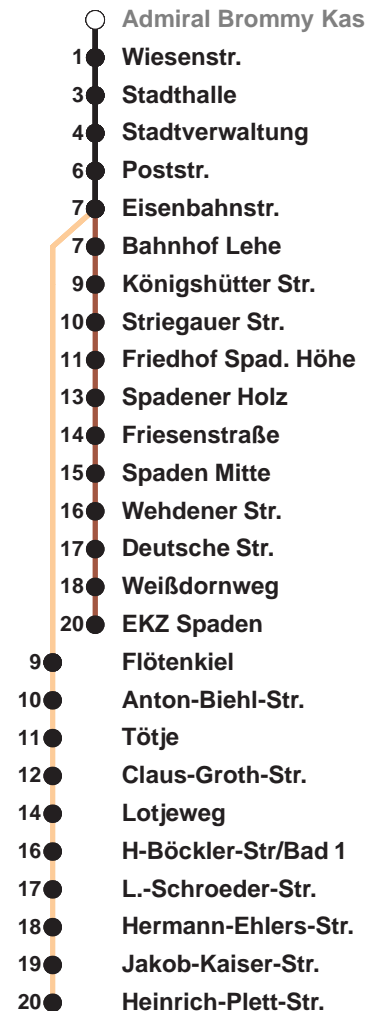 Admiral Brommy Kas
1 Wiesenstr.
3 Stadthalle
4 Stadtverwaltung
6 Poststr.
7 Eisenbahnstr.
7 Bahnhof Lehe
9 Königshütter Str.
10 Striegauer Str.
11 Friedhof Spad. Höhe
13 Spadener Holz
14 Friesenstraße
15 Spaden Mitte
16 Wehdener Str.
17 Deutsche Str.
18 Weißdornweg
20 EKZ Spaden
9 Flötenkiel
10 Anton-Biehl-Str.
11 Tötje
12 Claus-Groth-Str.
14 Lotjeweg
16 H-Böckler-Str/Bad 1
17 L.-Schroeder-Str.
18 Hermann-Ehlers-Str.
19 Jakob-Kaiser-Str.
20 Heinrich-Plett-Str.